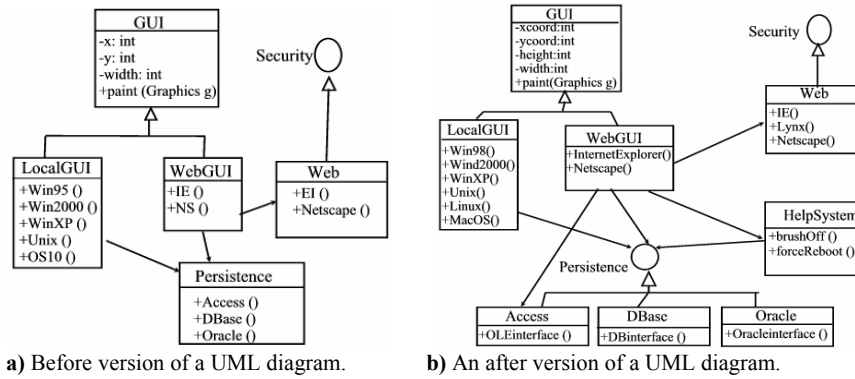 GUI
-x: int
-y: int
-width: int
+paint (Graphics g)
Security
LocalGUI
+Win95 ()
+Win2000 ()
+WinXP ()
+Unix ()
+OS10 ()
WebGUI
+IE ()
+NS ()
Web
+EI ()
+Netscape ()
Persistence
+Access ()
+DBase ()
+Oracle ()
a) Before version of a UML diagram.
GUI
-xcoord:int
-ycoord:int
-height:int
-width:int
+paint(Graphics g)
Security
LocalGUI
+Win98()
+Wind2000()
+WinXP()
+Unix()
+Linux()
+MacOS()
WebGUI
+InternetExplorer()
+Netscape()
Web
+IE()
+Lynx()
+Netscape()
HelpSystem
+brushOff ()
+forceReboot ()
Persistence
Access
+OLEinterface ()
DBase
+DBinterface ()
Oracle
+Oracleinterface ()
b) An after version of a UML diagram.